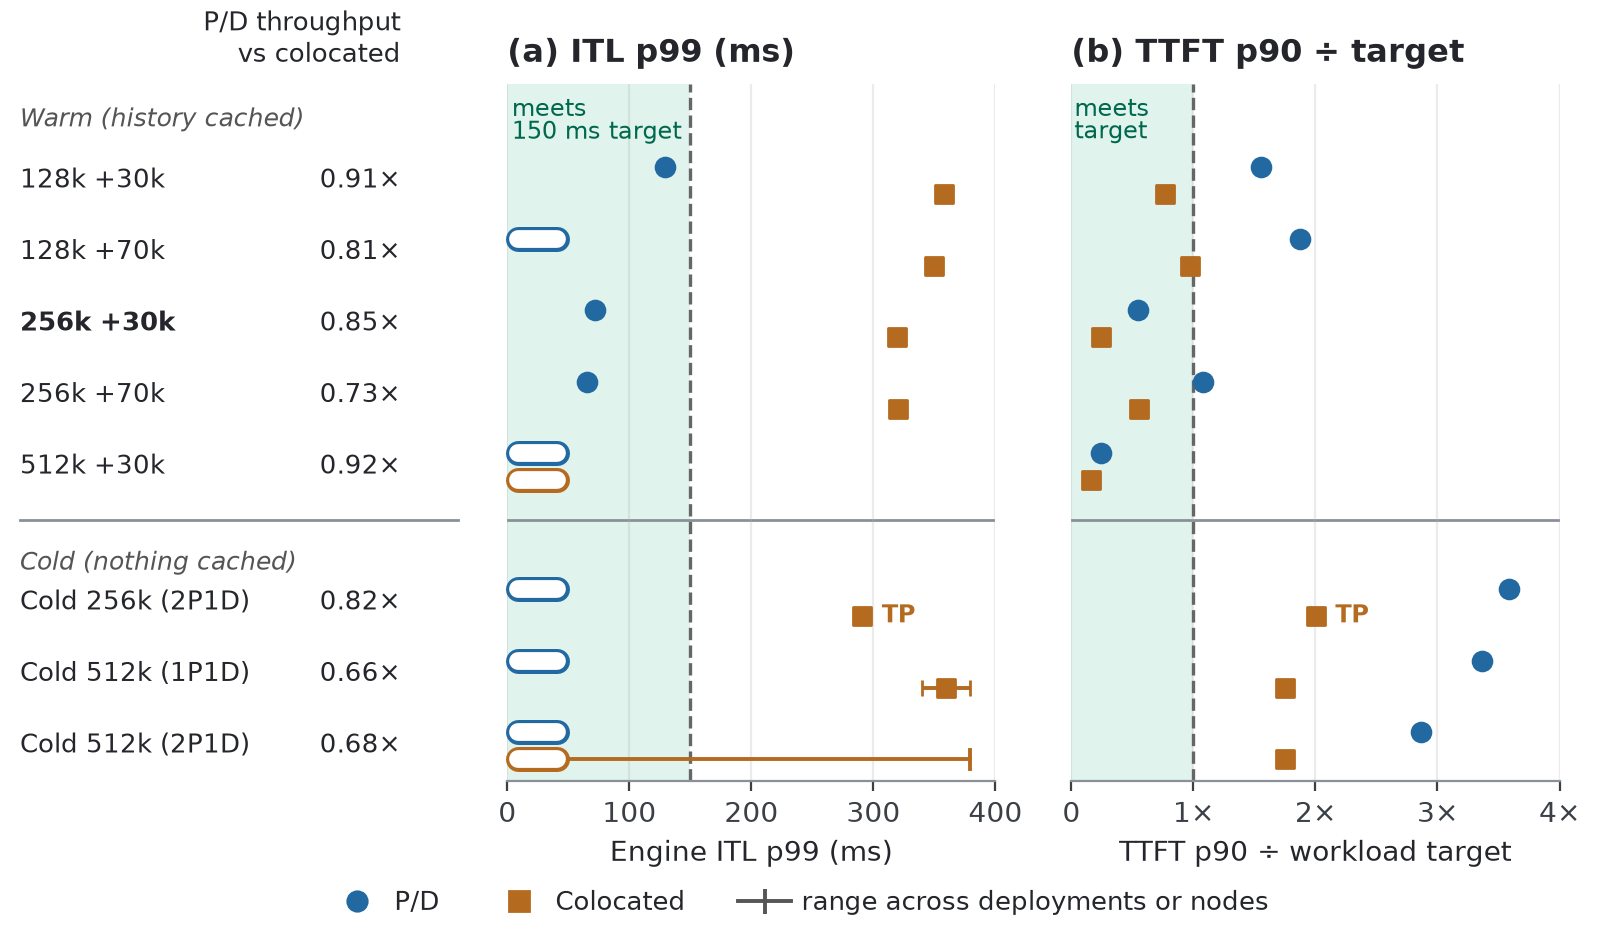 P/D throughput
vs colocated
(a) ITL p99 (ms)
(b) TTFT p90 ÷ target
meets
150 ms target
meets
target
Warm (history cached)
128k +30k 0.91×
128k +70k 0.81×
256k +30k 0.85×
256k +70k 0.73×
512k +30k 0.92×
Cold (nothing cached)
Cold 256k (2P1D) 0.82×
TP
TP
Cold 512k (1P1D) 0.66×
Cold 512k (2P1D) 0.68×
0 100 200 300 400
0 1× 2× 3× 4×
Engine ITL p99 (ms)
TTFT p90 ÷ workload target
P/D Colocated range across deployments or nodes